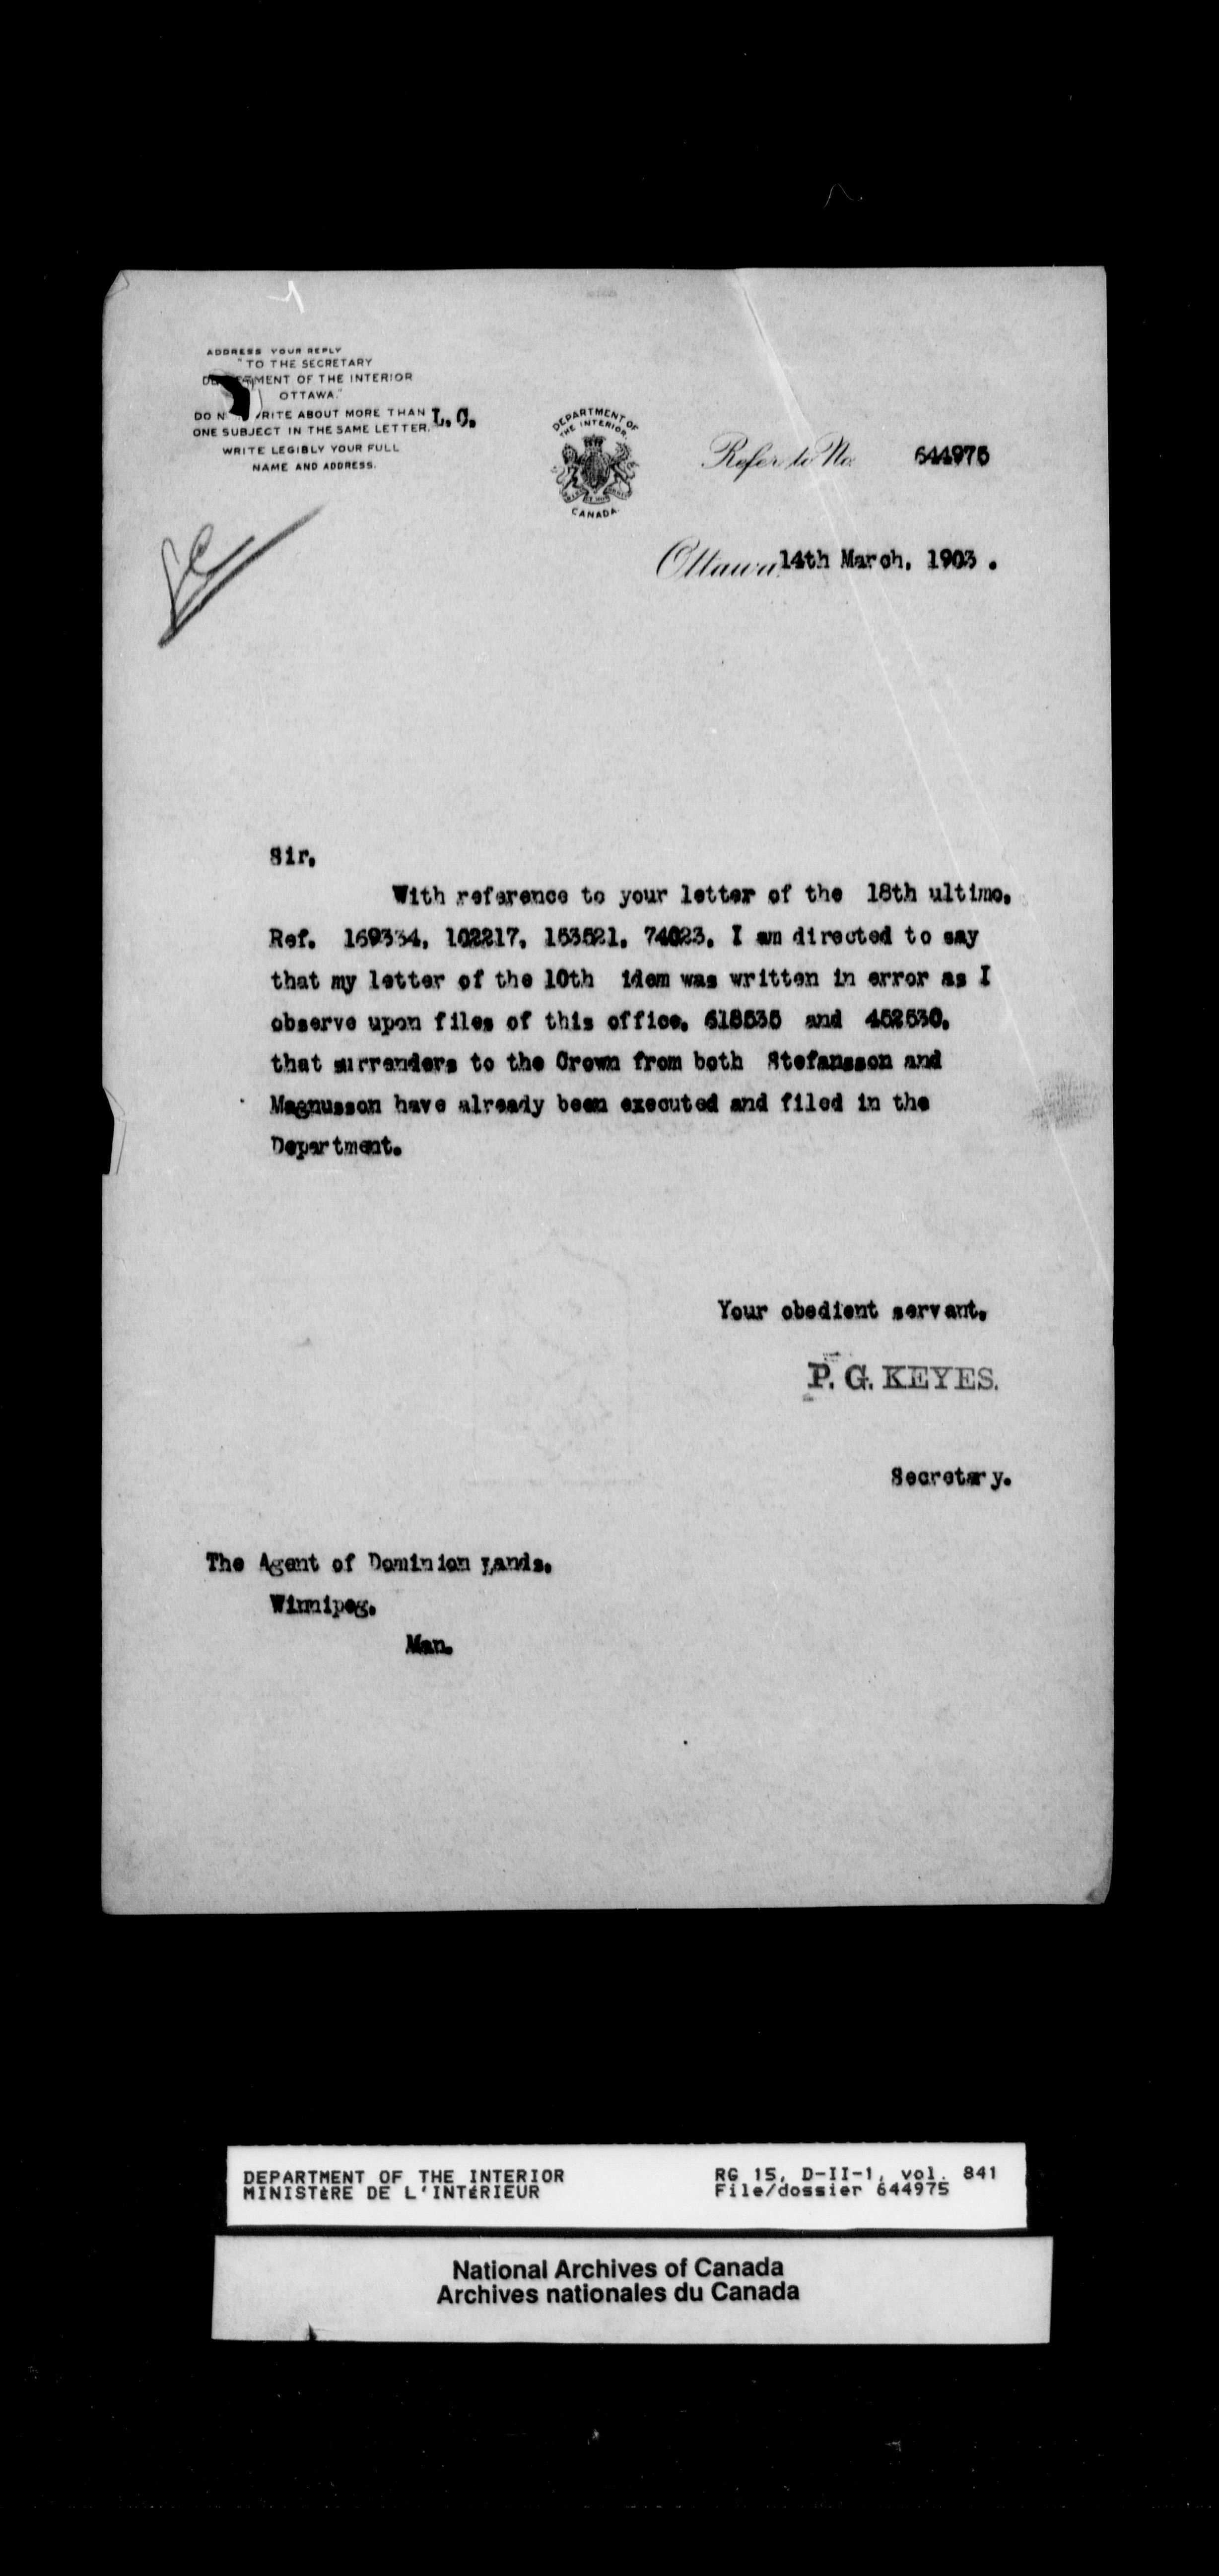 ADDRESS YOUR REPLY
"TO THE SECRETARY
DEPARTMENT OF THE INTERIOR
OTTAWA."
DO NOT WRITE ABOUT MORE THAN
ONE SUBJECT IN THE SAME LETTER.
WRITE LEGIBLY YOUR FULL
NAME AND ADDRESS.
L. C.
DEPARTMENT OF
THE INTERIOR.
CANADA.
Refer to No. 644975
Ottawa, 14th March, 1903.
Sir,
With reference to your letter of the 18th ultimo,
Ref. 169334, 102217, 153521, 74023, I am directed to say
that my letter of the 10th idem was written in error as I
observe upon files of this office, 618535 and 452530,
that surrenders to the Crown from both Stefansson and
Magnusson have already been executed and filed in the
Department.
Your obedient servant,
P. G. KEYES.
Secretary.
The Agent of Dominion Lands,
Winnipeg,
Man.
DEPARTMENT OF THE INTERIOR
MINISTÈRE DE L'INTÉRIEUR
RG 15, D-II-1, vol. 841
File/dossier 644975
National Archives of Canada
Archives nationales du Canada